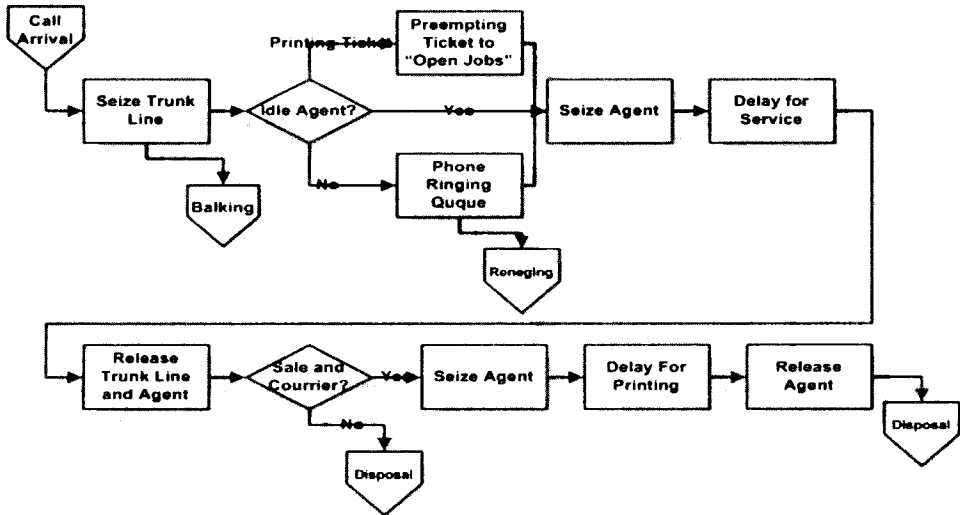 Call
Arrival
Printing Ticket
Preempting
Ticket to
"Open Jobs"
Seize Trunk
Line
Idle Agent?
Yes
Seize Agent
Delay for
Service
No
Phone
Ringing
Quque
Balking
Reneging
Release
Trunk Line
and Agent
Sale and
Courrier?
Yes
Seize Agent
Delay For
Printing
Release
Agent
No
Disposal
Disposal